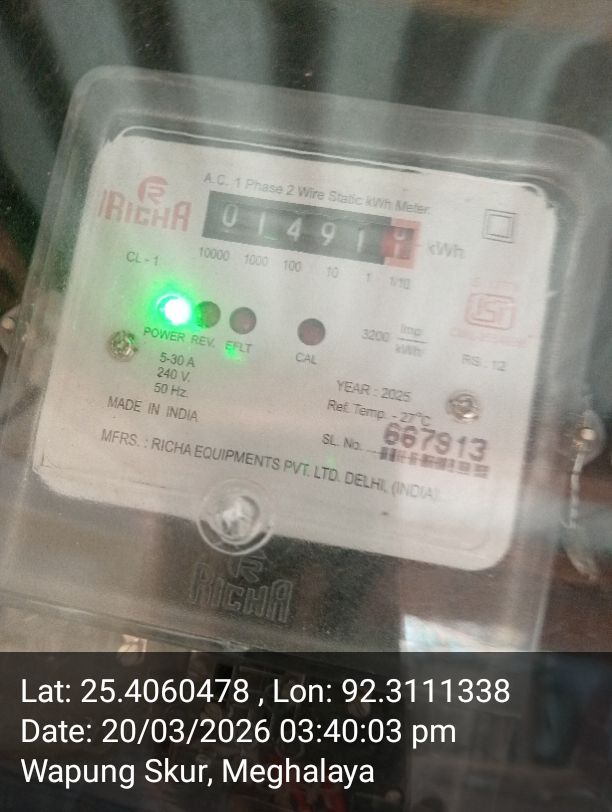 A.C. 1 Phase 2 Wire Static kWh Meter.
RICHA
01491 kWh
CL - 1
10000 1000 100 10 1 1/10
ISI
POWER REV. EFLT CAL
3200 Imp/kWh
RS : 12
5-30 A
240 V.
50 Hz.
YEAR : 2025
Ref. Temp. - 27°C
MADE IN INDIA
SL. No. 667913
MFRS. : RICHA EQUIPMENTS PVT. LTD. DELHI, (INDIA)
RICHA
Lat: 25.4060478 , Lon: 92.3111338
Date: 20/03/2026 03:40:03 pm
Wapung Skur, Meghalaya